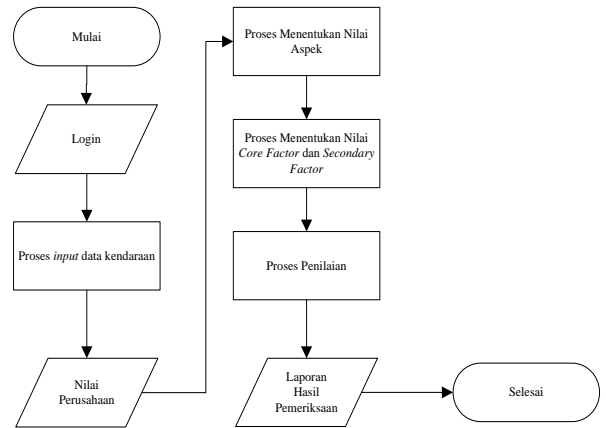 Mulai
Login
Proses input data kendaraan
Nilai
Perusahaan
Proses Menentukan Nilai
Aspek
Proses Menentukan Nilai
Core Factor dan Secondary
Factor
Proses Penilaian
Laporan
Hasil
Pemeriksaan
Selesai